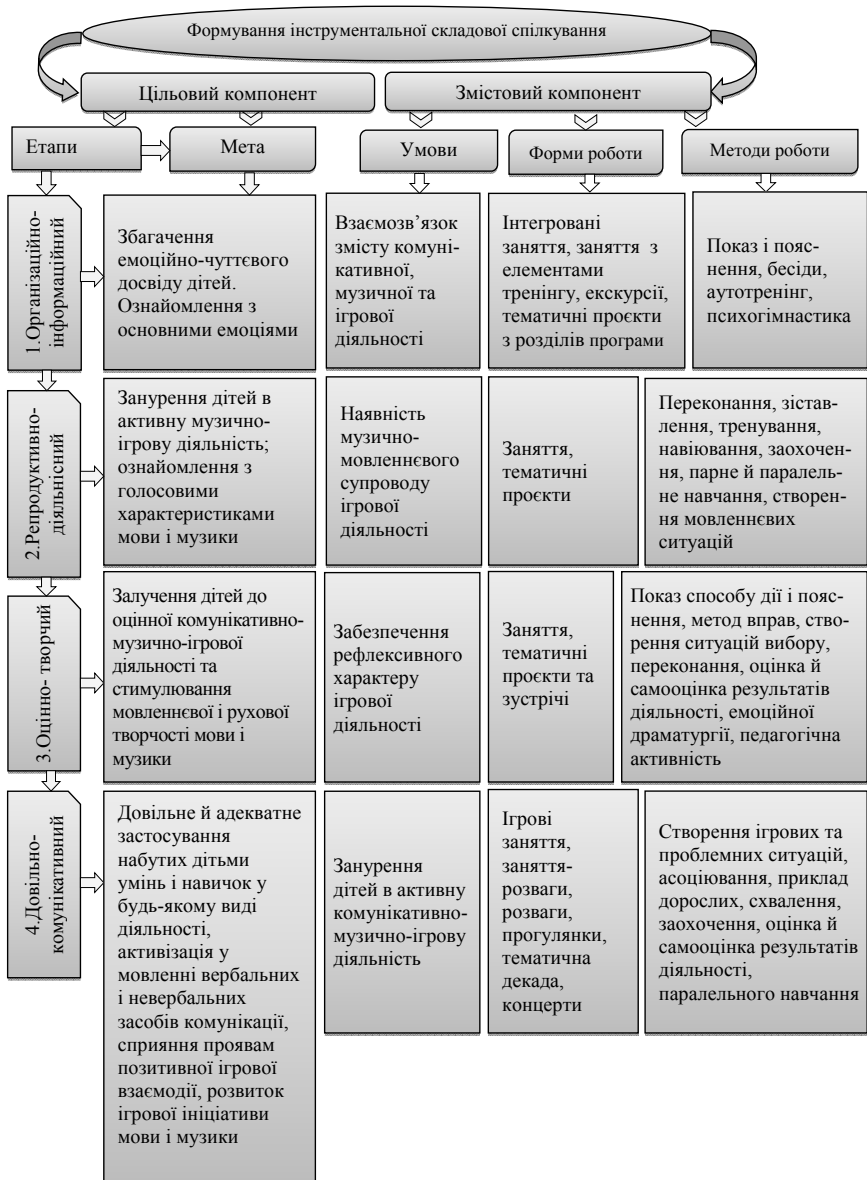 Формування інструментальної складової спілкування
Цільовий компонент
Змістовий компонент
Етапи
Мета
Умови
Форми роботи
Методи роботи
1.Організаційно-
інформаційний
Збагачення
емоційно-чуттєвого
досвіду дітей.
Ознайомлення з
основними емоціями
Взаємозв’язок
змісту комуні-
кативної,
музичної та
ігрової
діяльності
Інтегровані
заняття, заняття з
елементами
тренінгу, екскурсії,
тематичні проєкти
з розділів програми
Показ і пояс-
нення, бесіди,
аутотренінг,
психогімнастика
2.Репродуктивно-
діяльнісний
Занурення дітей в
активну музично-
ігрову діяльність;
ознайомлення з
голосовими
характеристиками
мови і музики
Наявність
музично-
мовленнєвого
супроводу
ігрової
діяльності
Заняття,
тематичні
проєкти
Переконання, зістав-
лення, тренування,
навіювання, заохочен-
ня, парне й паралель-
не навчання, створен-
ня мовленнєвих
ситуацій
3.Оцінно- творчий
Залучення дітей до
оцінної комунікативно-
музично-ігрової
діяльності та
стимулювання
мовленнєвої і рухової
творчості мови і
музики
Забезпечення
рефлексивного
характеру
ігрової
діяльності
Заняття,
тематичні
проєкти та
зустрічі
Показ способу дії і пояс-
нення, метод вправ, ство-
рення ситуацій вибору,
переконання, оцінка й
самооцінка результатів
діяльності, емоційної
драматургії, педагогічна
активність
4.Довільно-
комунікативний
Довільне й адекватне
застосування
набутих дітьми
умінь і навичок у
будь-якому виді
діяльності,
активізація у
мовленні вербальних
і невербальних
засобів комунікації,
сприяння проявам
позитивної ігрової
взаємодії, розвиток
ігрової ініціативи
мови і музики
Занурення
дітей в активну
комунікативно-
музично-ігрову
діяльність
Ігрові
заняття,
заняття-
розваги,
розваги,
прогулянки,
тематична
декада,
концерти
Створення ігрових та
проблемних ситуацій,
асоціювання, приклад
дорослих, схвалення,
заохочення, оцінка й
самооцінка результатів
діяльності,
паралельного навчання